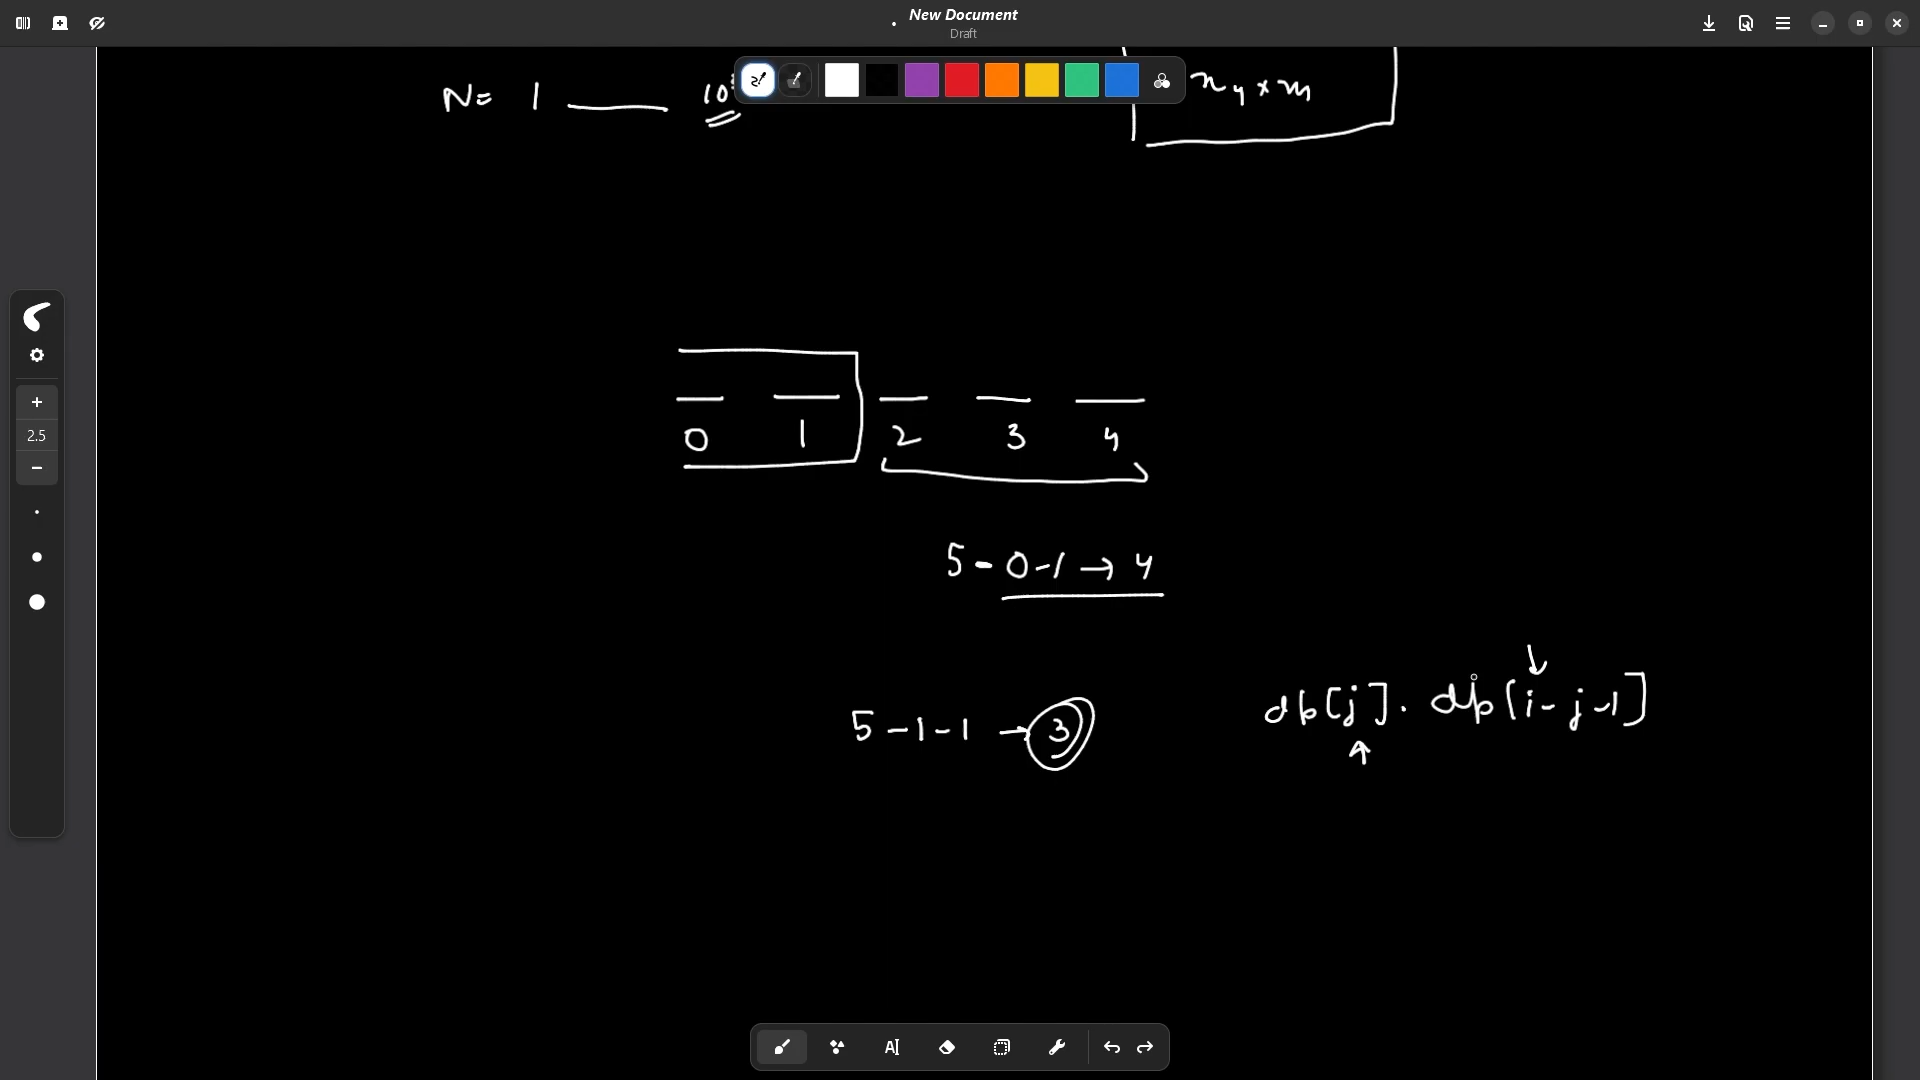 New Document
Draft
N= 1 ____ 10
x y × m
0 1 2 3 4
2.5
5 - 0 - 1 → 4
5 - 1 - 1 → 3
dp[j] . dp[i - j - 1]